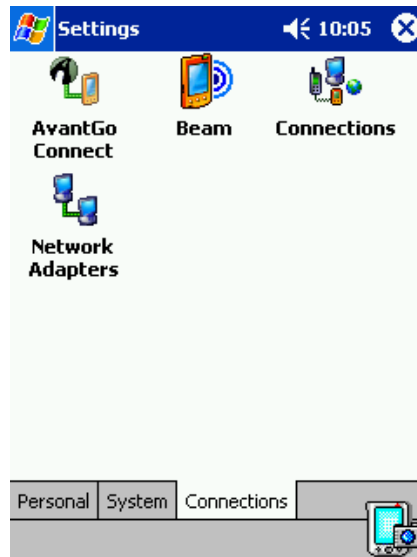 Settings 10:05
AvantGo Connect
Beam
Connections
Network Adapters
Personal System Connections